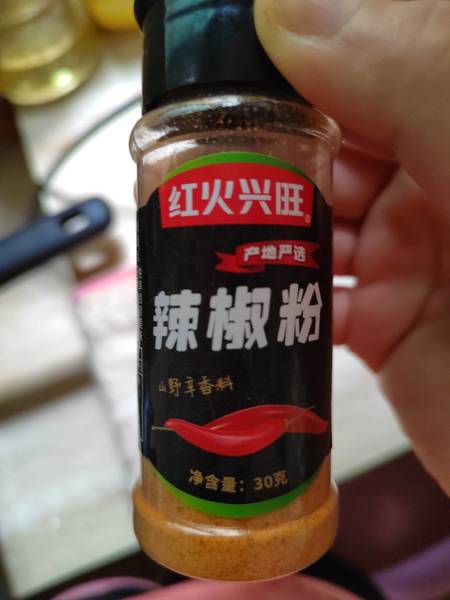 红火兴旺®
产地严选
辣椒粉
山野辛香料
净含量：30克